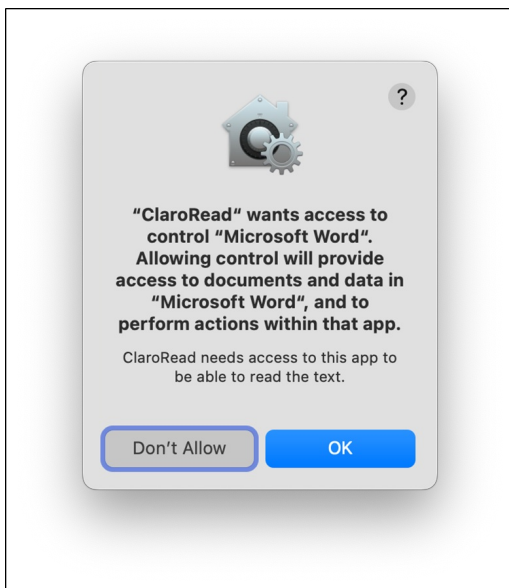 ?
“ClaroRead“ wants access to
control “Microsoft Word“.
Allowing control will provide
access to documents and data in
“Microsoft Word“, and to
perform actions within that app.
ClaroRead needs access to this app to
be able to read the text.
Don’t Allow
OK